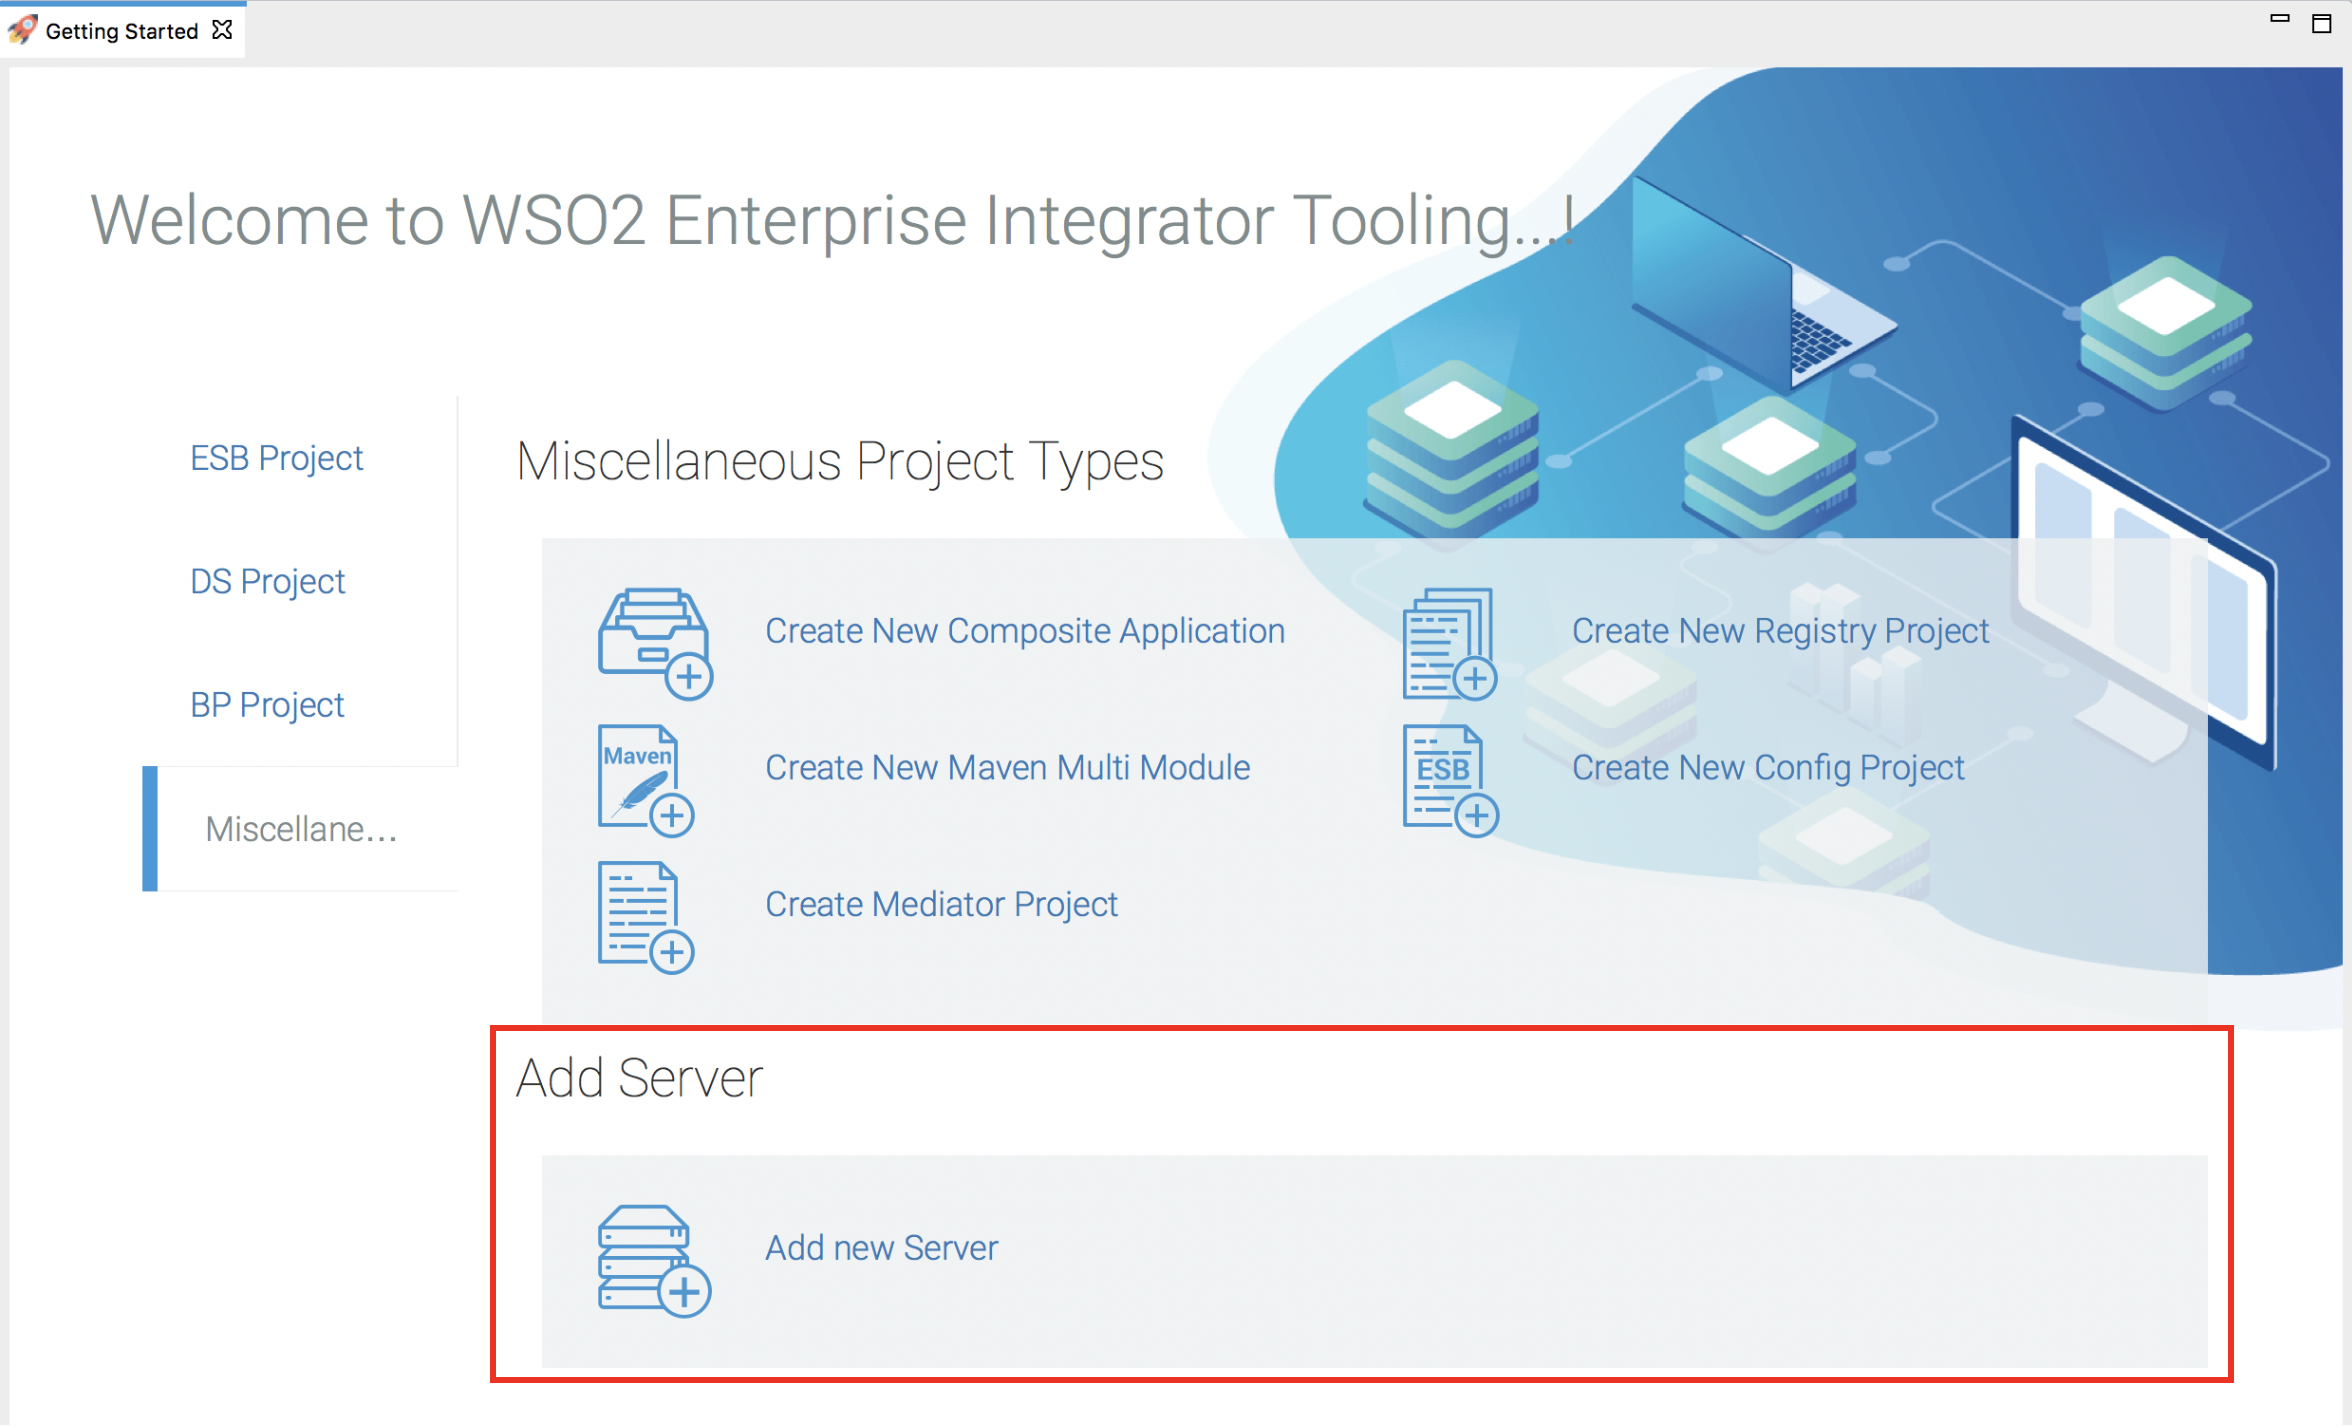 Getting Started
Welcome to WSO2 Enterprise Integrator Tooling...!
ESB Project
DS Project
BP Project
Miscellane...
Miscellaneous Project Types
Create New Composite Application
Create New Registry Project
Maven
Create New Maven Multi Module
ESB
Create New Config Project
Create Mediator Project
Add Server
Add new Server